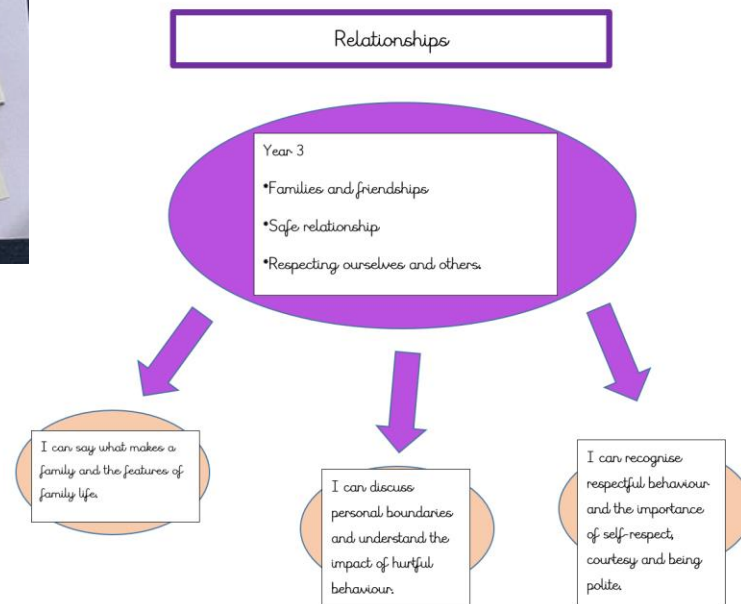 Relationships
Year 3
•Families and friendships
•Safe relationship
•Respecting ourselves and others.
I can say what makes a
family and the features of
family life.
I can discuss
personal boundaries
and understand the
impact of hurtful
behaviour.
I can recognise
respectful behaviour
and the importance
of self-respect,
courtesy and being
polite.